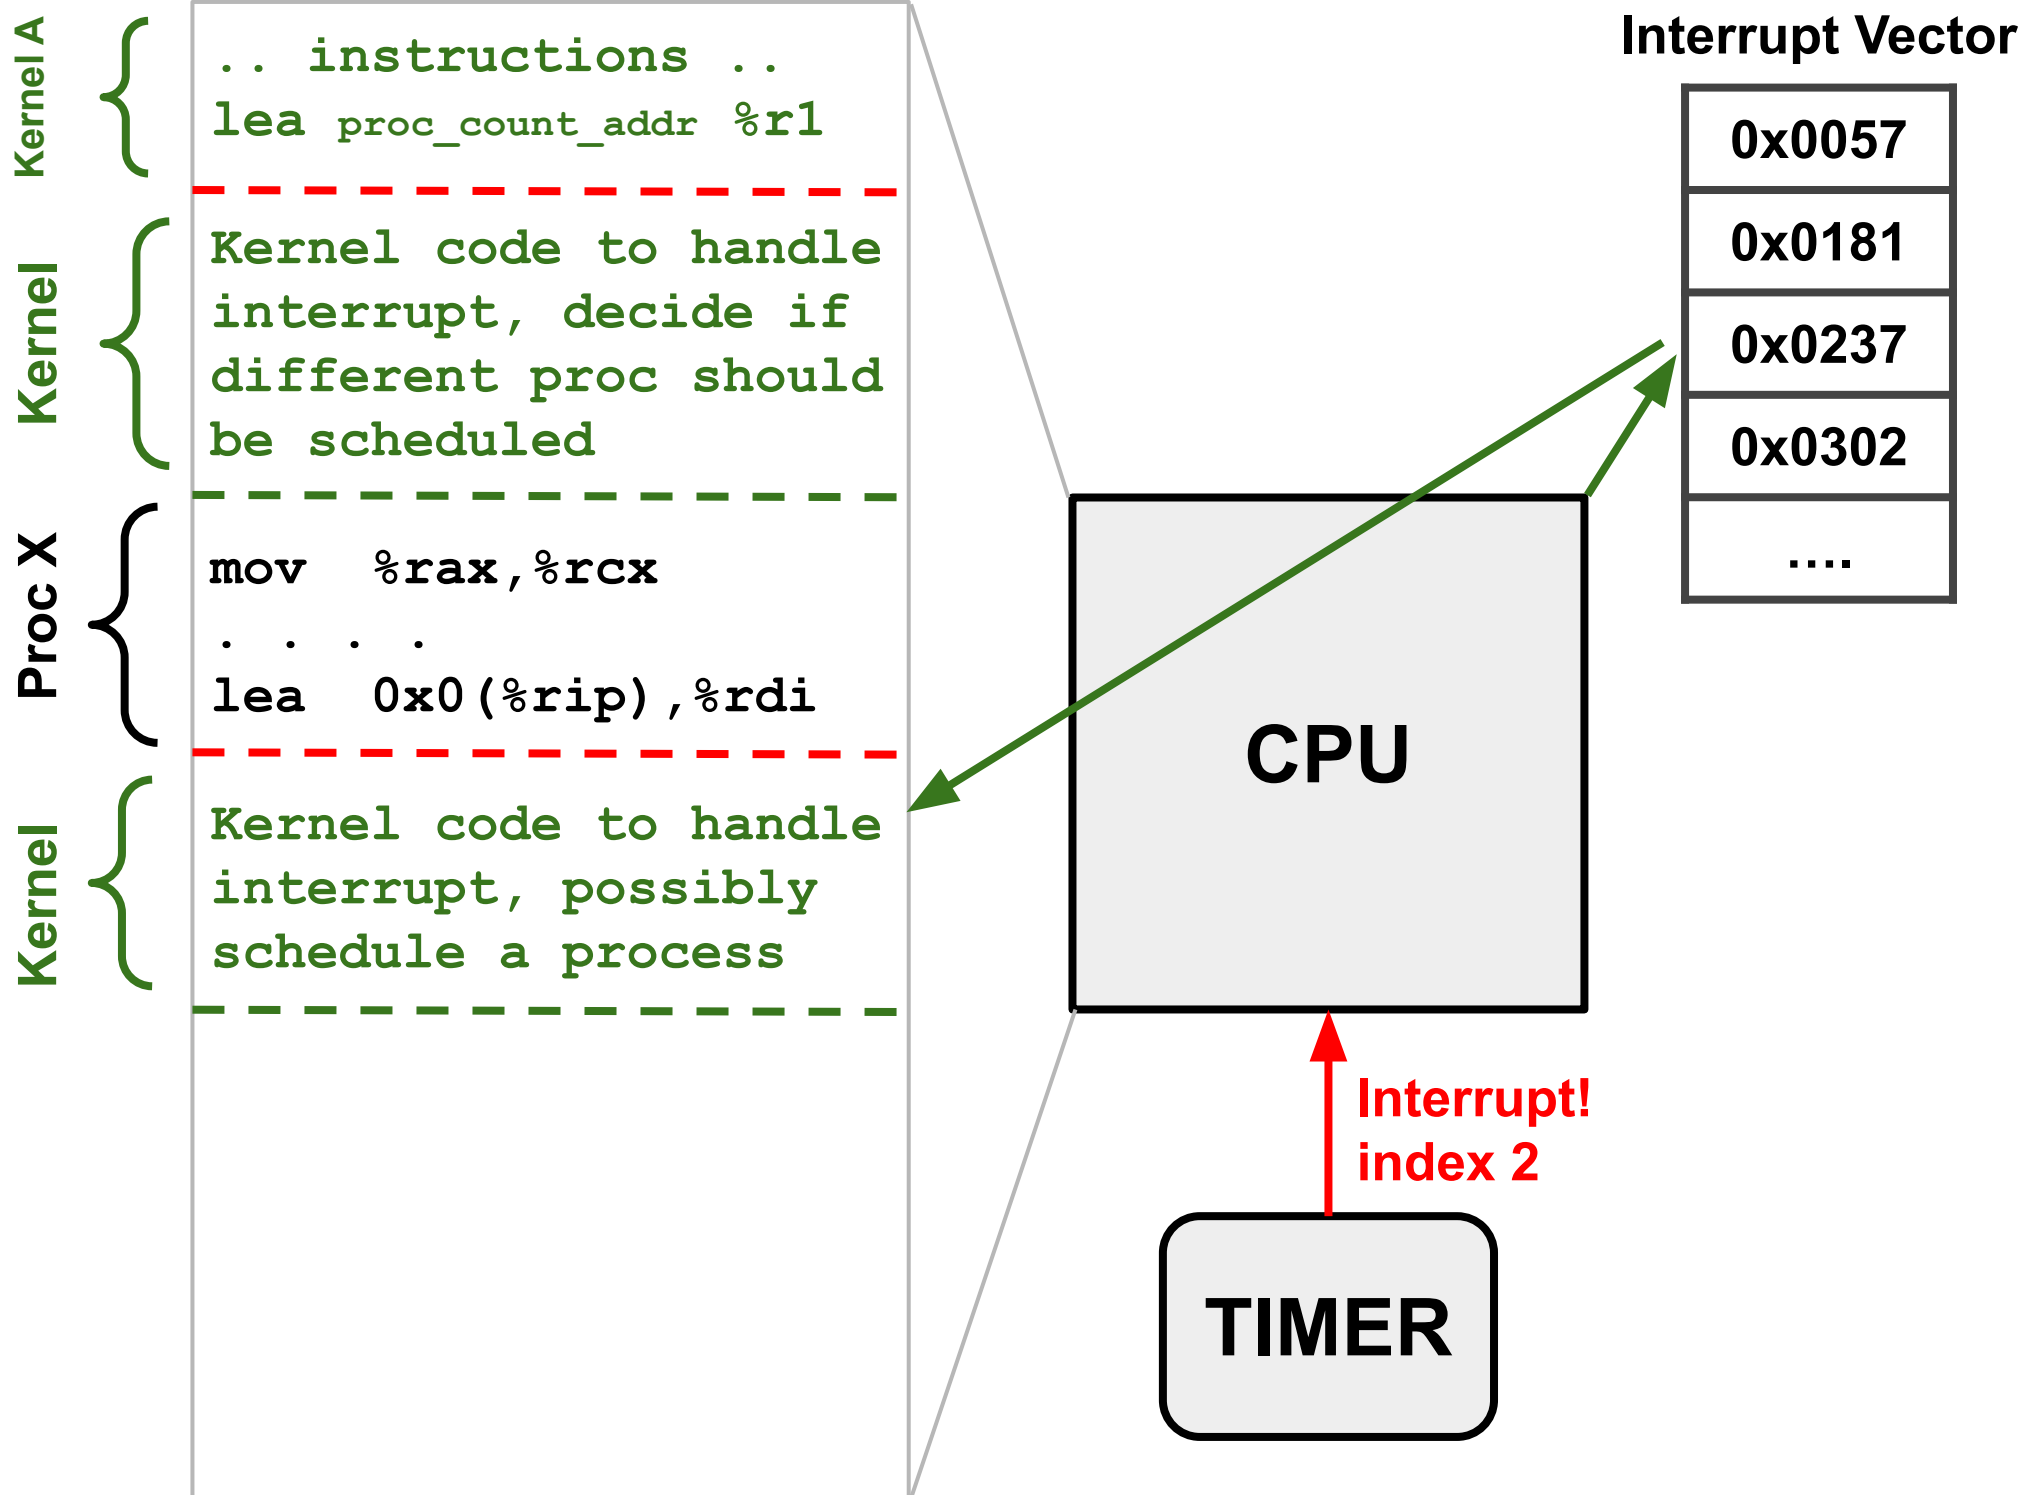 Kernel A
.. instructions ..
lea proc_count_addr %r1
Kernel
Kernel code to handle
interrupt, decide if
different proc should
be scheduled
Proc X
mov %rax,%rcx
. . . .
lea 0x0(%rip),%rdi
Kernel
Kernel code to handle
interrupt, possibly
schedule a process
CPU
Interrupt!
index 2
TIMER
Interrupt Vector
0x0057
0x0181
0x0237
0x0302
....